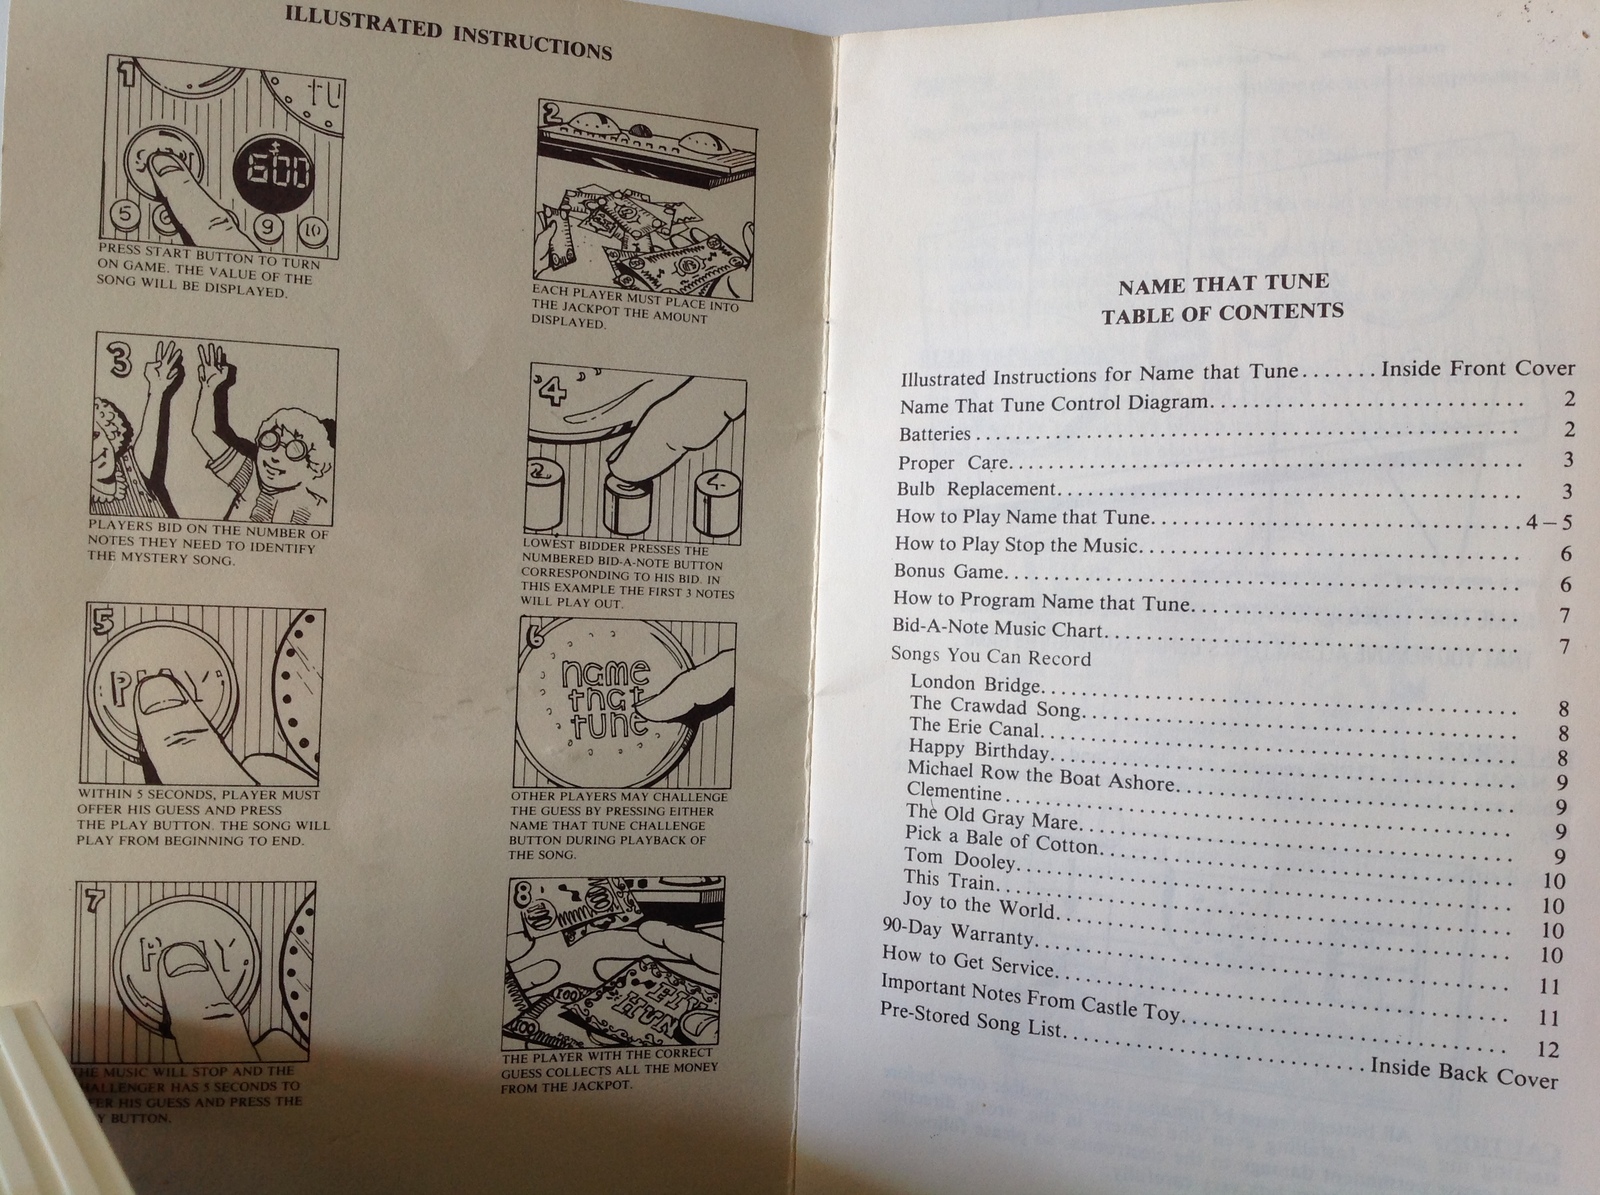 ILLUSTRATED INSTRUCTIONS
1
tu
$
600
5
9
10
PRESS START BUTTON TO TURN
ON GAME. THE VALUE OF THE
SONG WILL BE DISPLAYED.
2
EACH PLAYER MUST PLACE INTO
THE JACKPOT THE AMOUNT
DISPLAYED.
3
PLAYERS BID ON THE NUMBER OF
NOTES THEY NEED TO IDENTIFY
THE MYSTERY SONG.
4
2
4
LOWEST BIDDER PRESSES THE
NUMBERED BID-A-NOTE BUTTON
CORRESPONDING TO HIS BID. IN
THIS EXAMPLE THE FIRST 3 NOTES
WILL PLAY OUT.
5
WITHIN 5 SECONDS, PLAYER MUST
OFFER HIS GUESS AND PRESS
THE PLAY BUTTON. THE SONG WILL
PLAY FROM BEGINNING TO END.
6
name
that
tune
OTHER PLAYERS MAY CHALLENGE
THE GUESS BY PRESSING EITHER
NAME THAT TUNE CHALLENGE
BUTTON DURING PLAYBACK OF
THE SONG.
7
THE MUSIC WILL STOP AND THE
HALLENGER HAS 5 SECONDS TO
FER HIS GUESS AND PRESS THE
Y BUTTON.
8
100
100
FIV
HUN
THE PLAYER WITH THE CORRECT
GUESS COLLECTS ALL THE MONEY
FROM THE JACKPOT.
NAME THAT TUNE
TABLE OF CONTENTS
Illustrated Instructions for Name that Tune....... Inside Front Cover
Name That Tune Control Diagram............................ 2
Batteries............................ 2
Proper Care............................ 3
Bulb Replacement............................ 3
How to Play Name that Tune............................ 4–5
How to Play Stop the Music............................ 6
Bonus Game............................ 6
How to Program Name that Tune............................ 7
Bid-A-Note Music Chart............................ 7
Songs You Can Record
London Bridge............................ 8
The Crawdad Song............................ 8
The Erie Canal............................ 8
Happy Birthday............................ 9
Michael Row the Boat Ashore............................ 9
Clementine............................ 9
The Old Gray Mare............................ 9
Pick a Bale of Cotton............................ 10
Tom Dooley............................ 10
This Train............................ 10
Joy to the World............................ 10
90-Day Warranty............................ 11
How to Get Service............................ 11
Important Notes From Castle Toy............................ 12
Pre-Stored Song List............................ Inside Back Cover